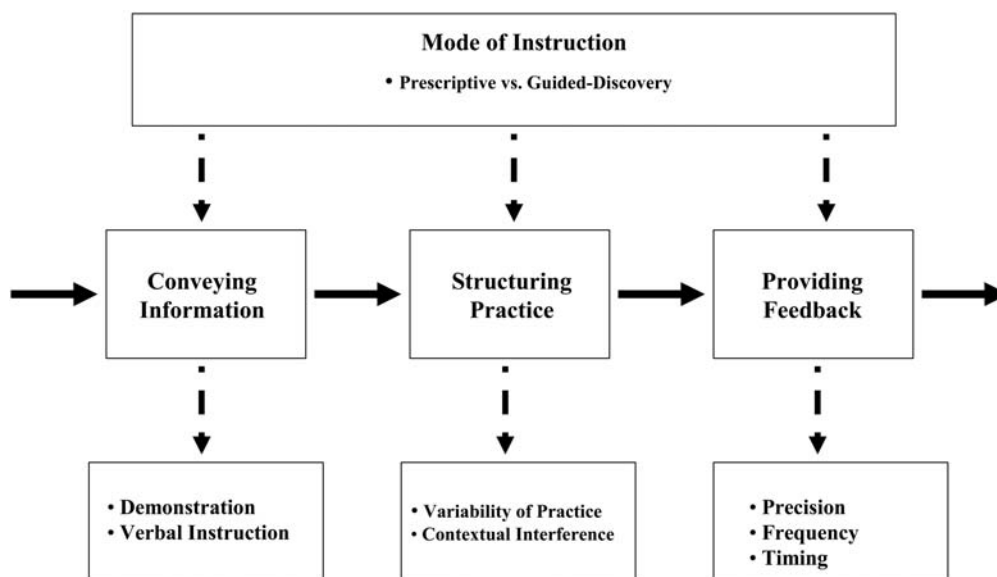 Mode of Instruction
• Prescriptive vs. Guided-Discovery
Conveying
Information
Structuring
Practice
Providing
Feedback
• Demonstration
• Verbal Instruction
• Variability of Practice
• Contextual Interference
• Precision
• Frequency
• Timing